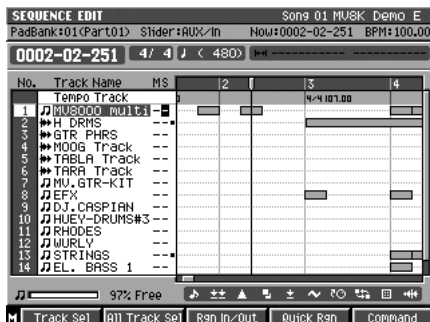 SEQUENCE EDIT Song 01 MV8K Demo E
PadBank:01(Part01) Slider:AUX/In Now:0002-02-251 BPM:100.00
0002-02-251 4/ 4 ♩ ( 480)
No. Track Name MS 2 3 4
Tempo Track 4/4 107.00
1 MV8000 multi --
2 H DRMS --
3 GTR PHRS --
4 MOOG Track --
5 TABLA Track --
6 TARA Track --
7 MV.GTR-KIT --
8 EFX --
9 DJ.CASPIAN --
10 HUEY-DRUMS#3 --
11 RHODES --
12 WURLY --
13 STRINGS --
14 EL. BASS 1 --
97% Free
M Track Sel All Track Sel Rgn In/Out Quick Rgn Command